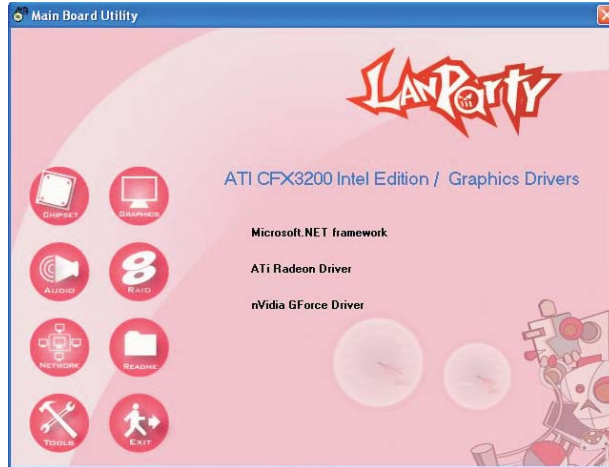 Main Board Utility
LANPARTY
ATI CFX3200 Intel Edition / Graphics Drivers
CHIPSET
GRAPHICS
Microsoft.NET framework
ATi Radeon Driver
nVidia GForce Driver
AUDIO
RAID
NETWORK
README
TOOLS
EXIT